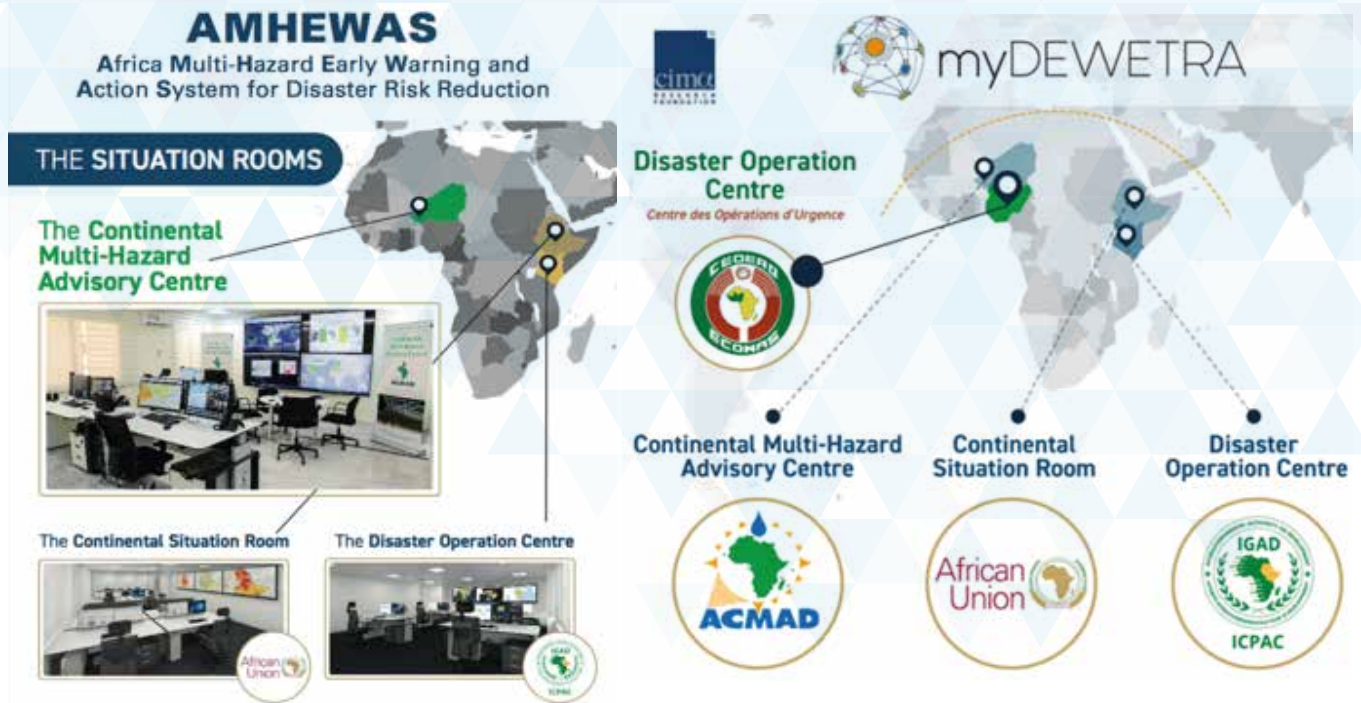 AMHEWAS
Africa Multi-Hazard Early Warning and
Action System for Disaster Risk Reduction
THE SITUATION ROOMS
The Continental
Multi-Hazard
Advisory Centre
ACMAD
The Continental Situation Room
African
Union
The Disaster Operation Centre
IGAD
ICPAC
cima
RESEARCH
FOUNDATION
myDEWETRA
Disaster Operation
Centre
Centre des Opérations d'Urgence
CEDEAO
ECOWAS
Continental Multi-Hazard
Advisory Centre
ACMAD
Continental
Situation Room
African
Union
Disaster
Operation Centre
IGAD
ICPAC